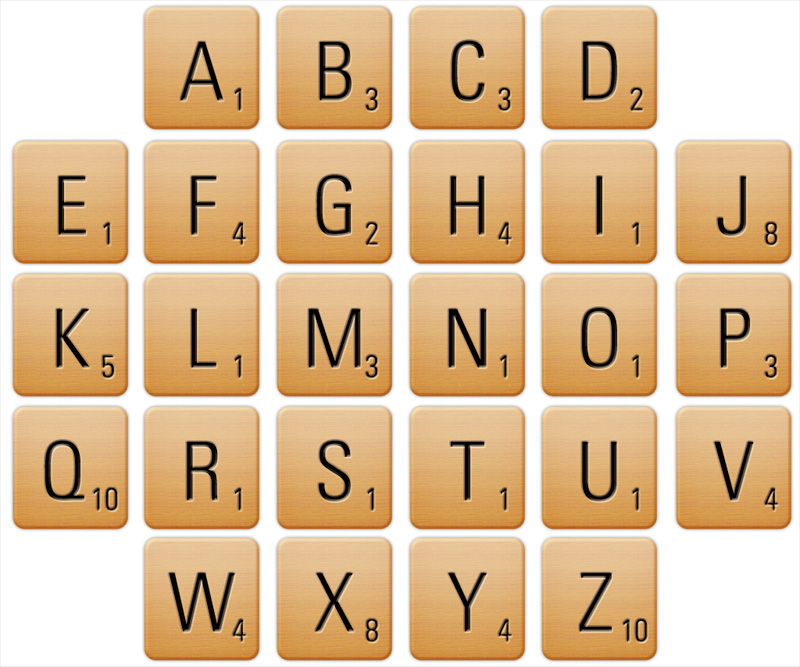 A1 B3 C3 D2
E1 F4 G2 H4 I1 J8
K5 L1 M3 N1 O1 P3
Q10 R1 S1 T1 U1 V4
W4 X8 Y4 Z10